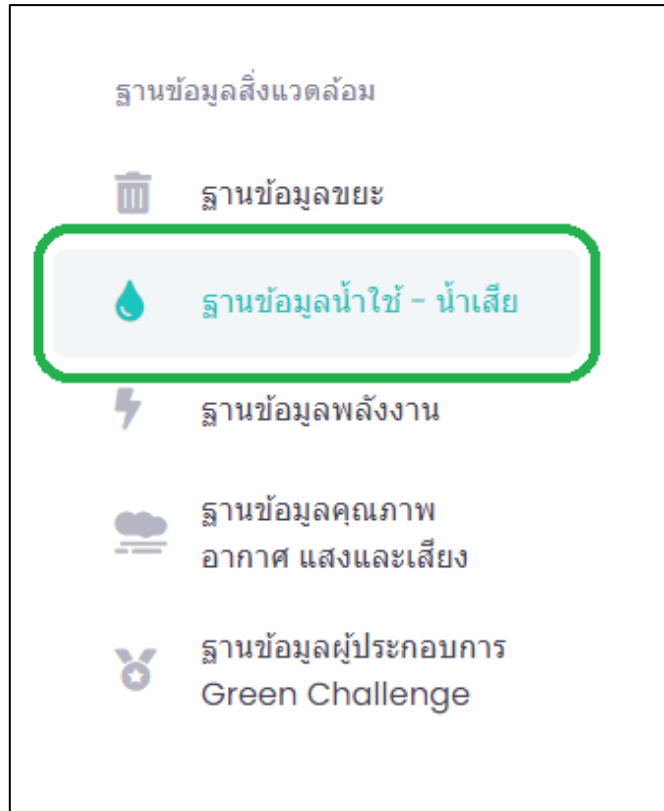 ฐานข้อมูลสิ่งแวดล้อม
ฐานข้อมูลขยะ
ฐานข้อมูลน้ำใช้ - น้ำเสีย
ฐานข้อมูลพลังงาน
ฐานข้อมูลคุณภาพ
อากาศ แสงและเสียง
ฐานข้อมูลผู้ประกอบการ
Green Challenge